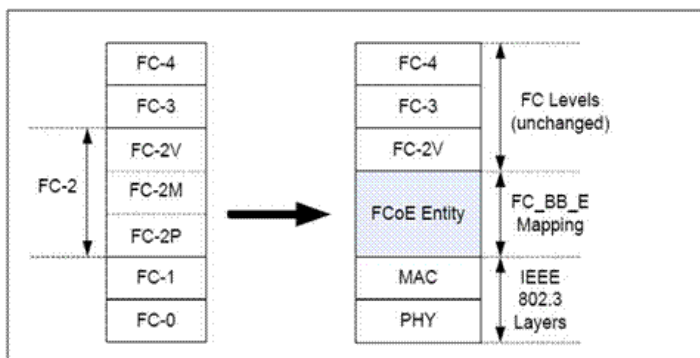 FC-4
FC-3
FC-2V
FC-2M
FC-2P
FC-1
FC-0
FC-2
FC-4
FC-3
FC-2V
FCoE Entity
MAC
PHY
FC Levels
(unchanged)
FC_BB_E
Mapping
IEEE
802.3
Layers